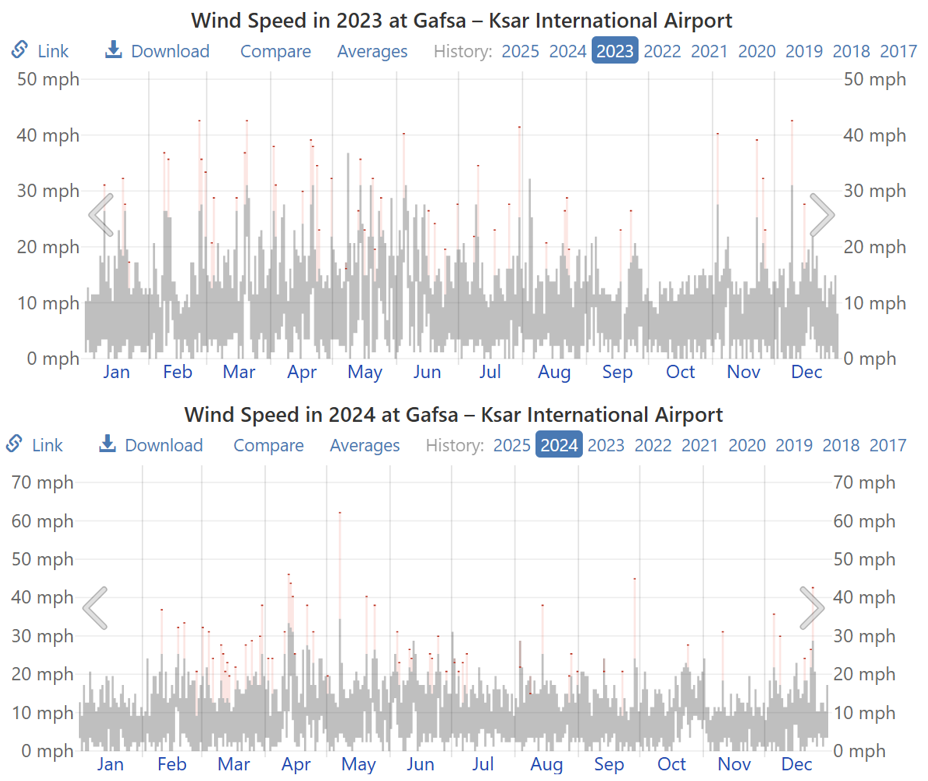 Wind Speed in 2023 at Gafsa – Ksar International Airport
Link Download Compare Averages History: 2025 2024 2023 2022 2021 2020 2019 2018 2017
50 mph 50 mph
40 mph 40 mph
30 mph 30 mph
20 mph 20 mph
10 mph 10 mph
0 mph 0 mph
Jan Feb Mar Apr May Jun Jul Aug Sep Oct Nov Dec
Wind Speed in 2024 at Gafsa – Ksar International Airport
Link Download Compare Averages History: 2025 2024 2023 2022 2021 2020 2019 2018 2017
70 mph 70 mph
60 mph 60 mph
50 mph 50 mph
40 mph 40 mph
30 mph 30 mph
20 mph 20 mph
10 mph 10 mph
0 mph 0 mph
Jan Feb Mar Apr May Jun Jul Aug Sep Oct Nov Dec